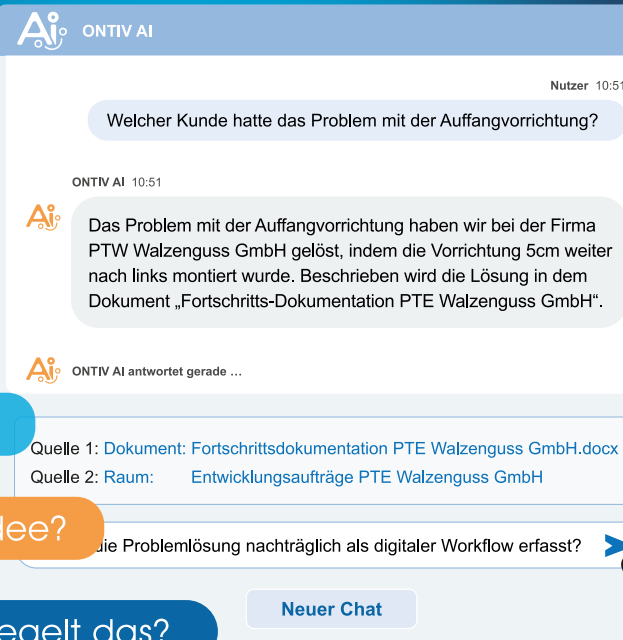 Ai ONTIV AI
Nutzer 10:51
Welcher Kunde hatte das Problem mit der Auffangvorrichtung?
ONTIV AI 10:51
Ai
Das Problem mit der Auffangvorrichtung haben wir bei der Firma
PTW Walzenguss GmbH gelöst, indem die Vorrichtung 5cm weiter
nach links montiert wurde. Beschrieben wird die Lösung in dem
Dokument „Fortschritts-Dokumentation PTE Walzenguss GmbH“.
Ai ONTIV AI antwortet gerade ...
Quelle 1: Dokument: Fortschrittsdokumentation PTE Walzenguss GmbH.docx
Quelle 2: Raum: Entwicklungsaufträge PTE Walzenguss GmbH
dee?
die Problemlösung nachträglich als digitaler Workflow erfasst?
Neuer Chat
egelt das?